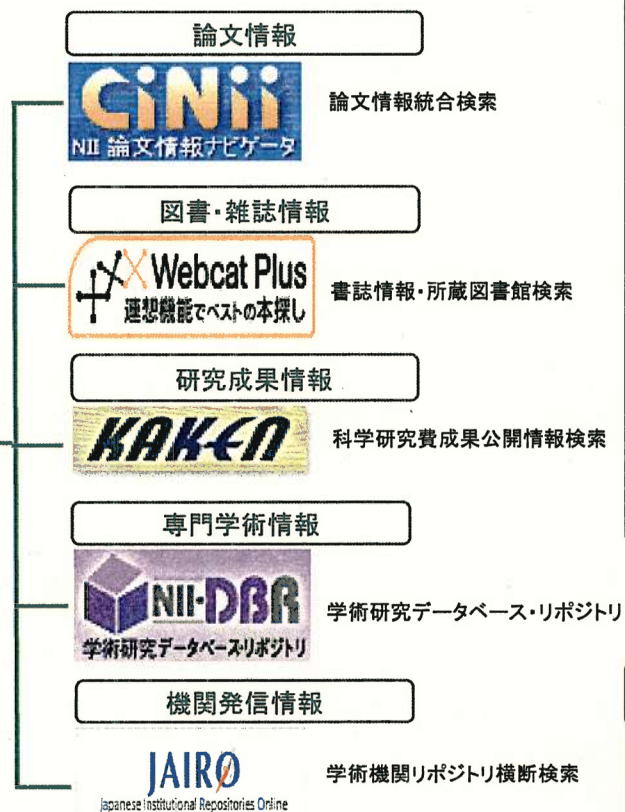 論文情報
CiNii
NII 論文情報ナビゲータ
論文情報統合検索
図書・雑誌情報
Webcat Plus
連想機能でベストの本探し
書誌情報・所蔵図書館検索
研究成果情報
KAKEN
科学研究費成果公開情報検索
専門学術情報
NII-DBR
学術研究データベース・リポジトリ
学術研究データベース・リポジトリ
機関発信情報
JAIRO
Japanese Institutional Repositories Online
学術機関リポジトリ横断検索